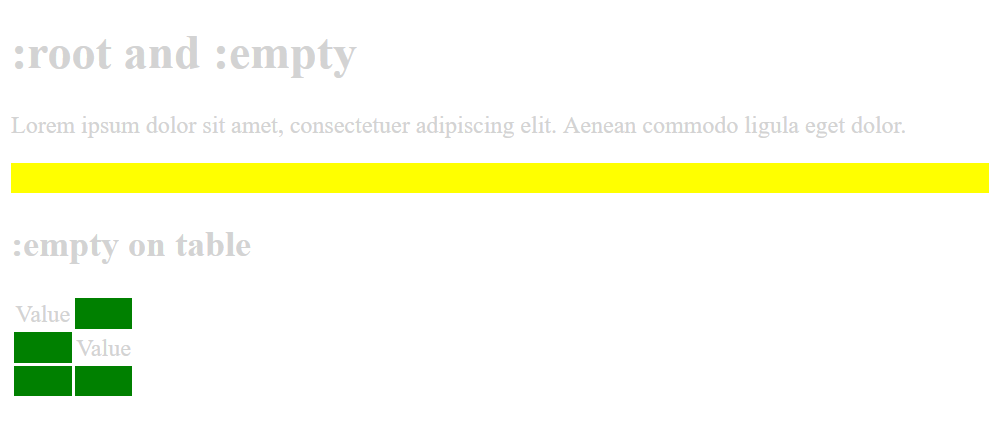 :root and :empty
Lorem ipsum dolor sit amet, consectetuer adipiscing elit. Aenean commodo ligula eget dolor.
:empty on table
Value
Value